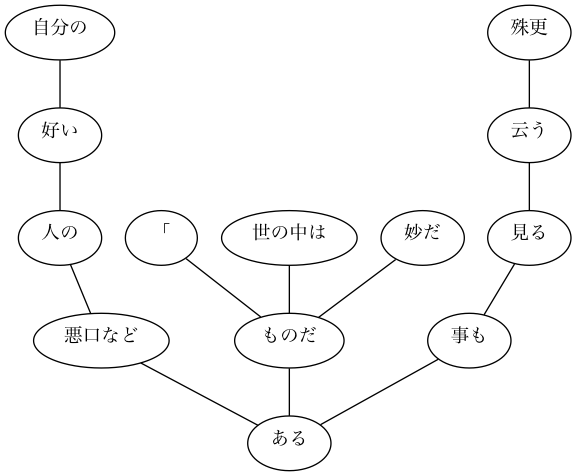 自分の 殊更
好い 云う
人の 「 世の中は 妙だ 見る
悪口など ものだ 事も
ある